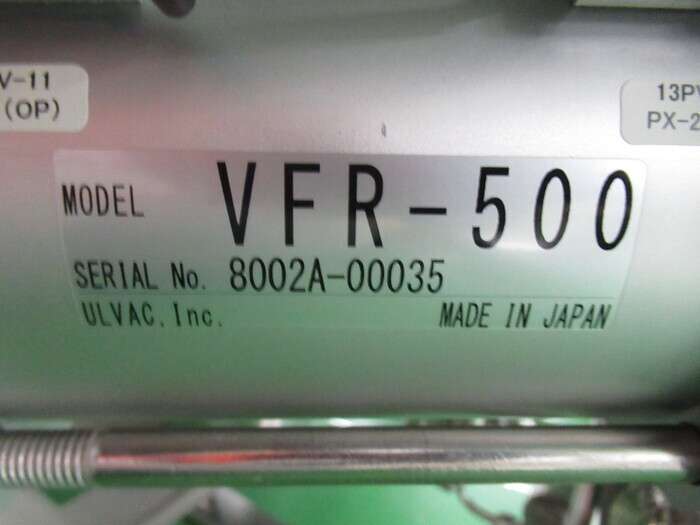 V-11
(OP)
13PV
PX-2
MODEL VFR-500
SERIAL No. 8002A-00035
ULVAC, Inc. MADE IN JAPAN